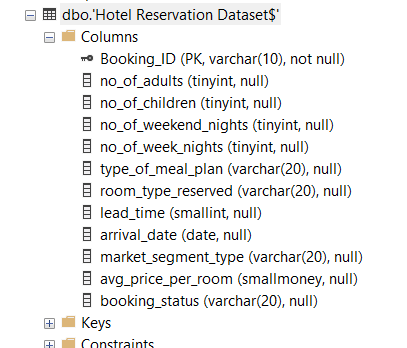 dbo.'Hotel Reservation Dataset$'
Columns
Booking_ID (PK, varchar(10), not null)
no_of_adults (tinyint, null)
no_of_children (tinyint, null)
no_of_weekend_nights (tinyint, null)
no_of_week_nights (tinyint, null)
type_of_meal_plan (varchar(20), null)
room_type_reserved (varchar(20), null)
lead_time (smallint, null)
arrival_date (date, null)
market_segment_type (varchar(20), null)
avg_price_per_room (smallmoney, null)
booking_status (varchar(20), null)
Keys
Constraints